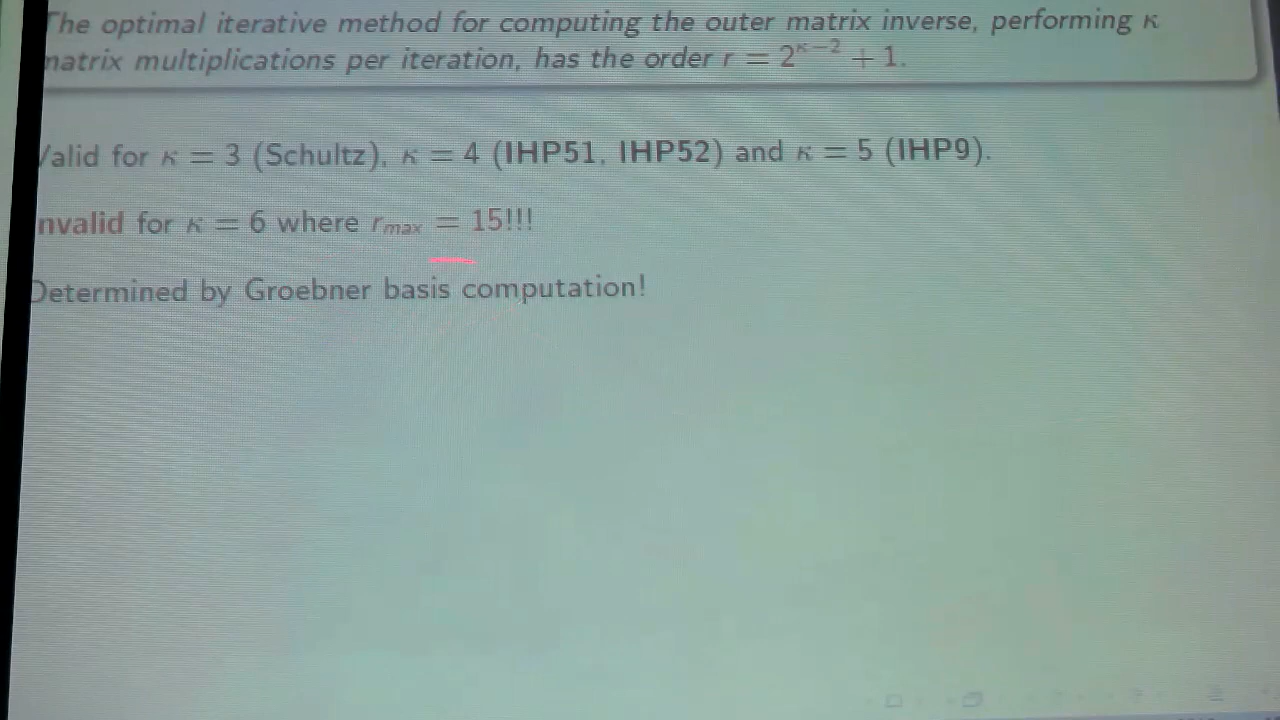 The optimal iterative method for computing the outer matrix inverse, performing κ
matrix multiplications per iteration, has the order r = 2^{κ−2} + 1.
Valid for κ = 3 (Schultz), κ = 4 (IHP51, IHP52) and κ = 5 (IHP9).
Invalid for κ = 6 where r_{max} = 15!!!
Determined by Groebner basis computation!